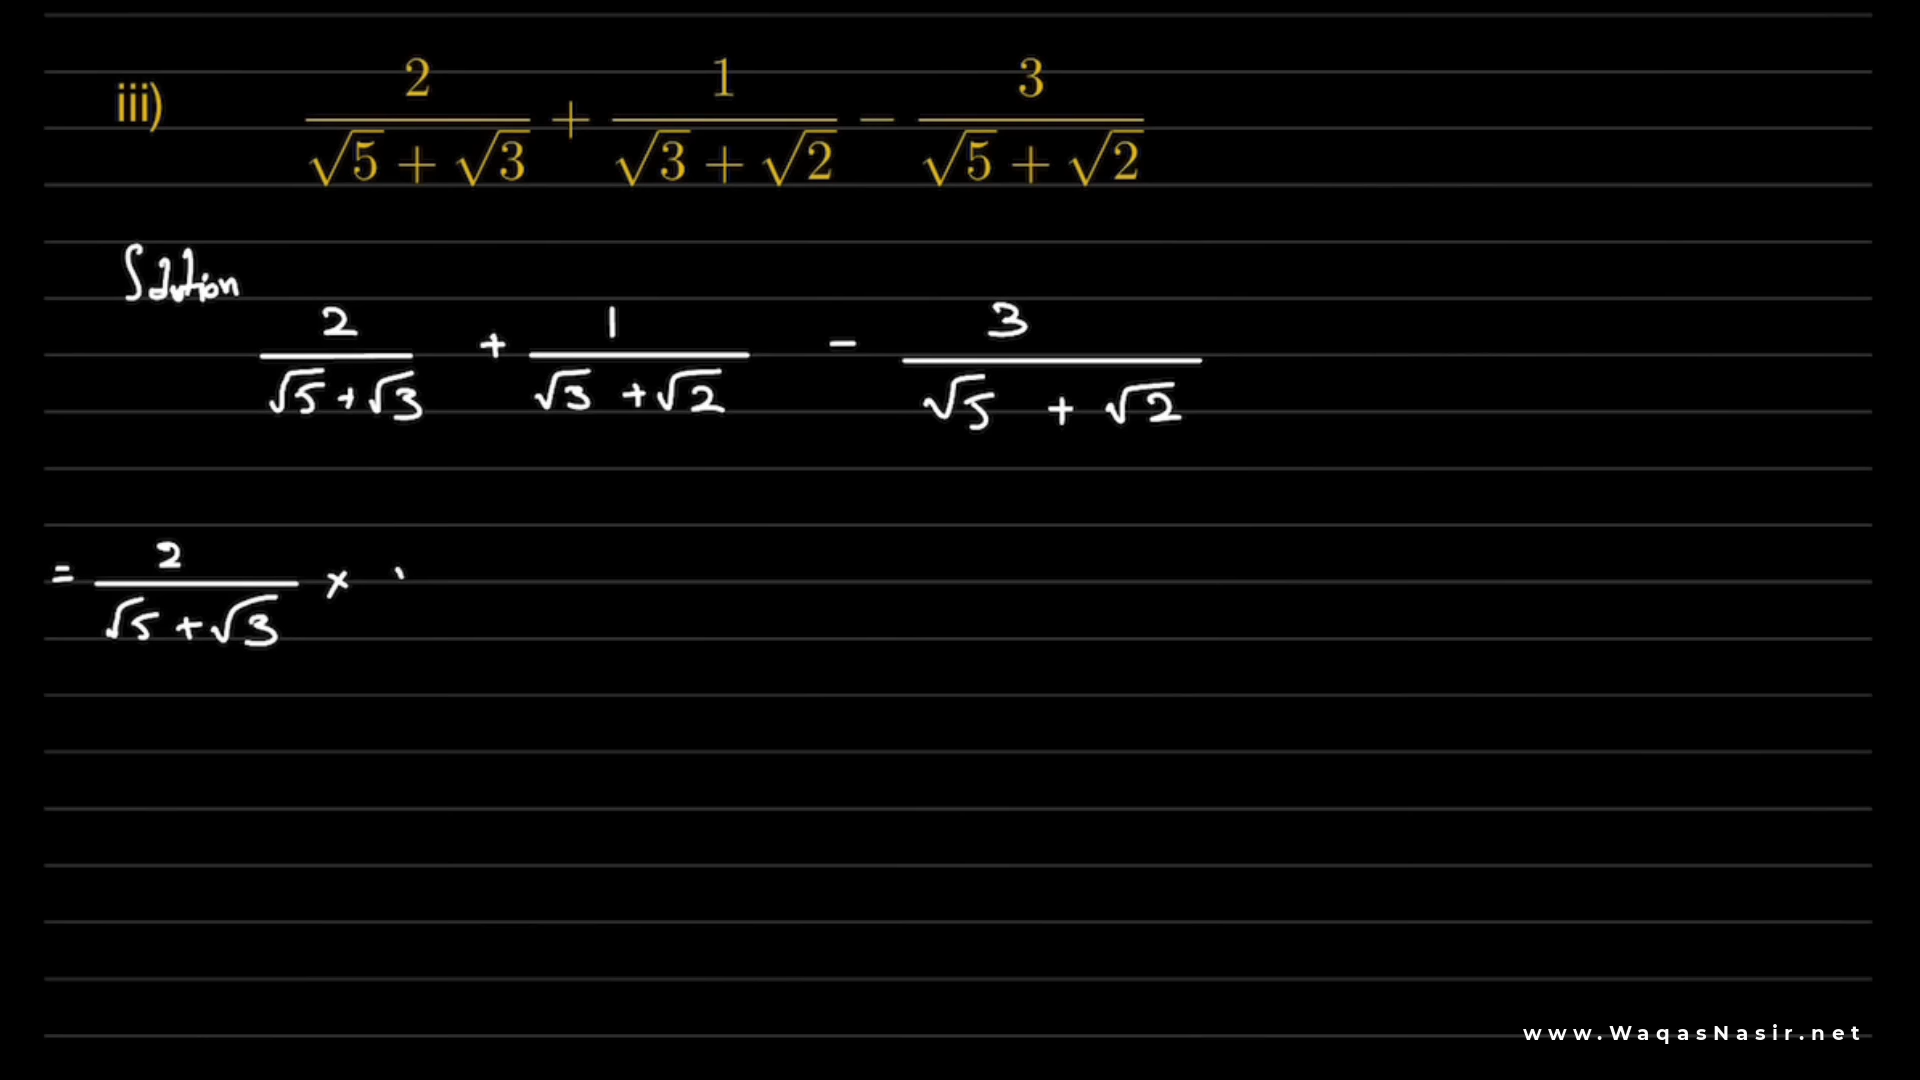 iii) 2/(√5 + √3) + 1/(√3 + √2) − 3/(√5 + √2)
Solution
2/(√5 + √3) + 1/(√3 + √2) - 3/(√5 + √2)
= 2/(√5 + √3) ×
www.WaqasNasir.net